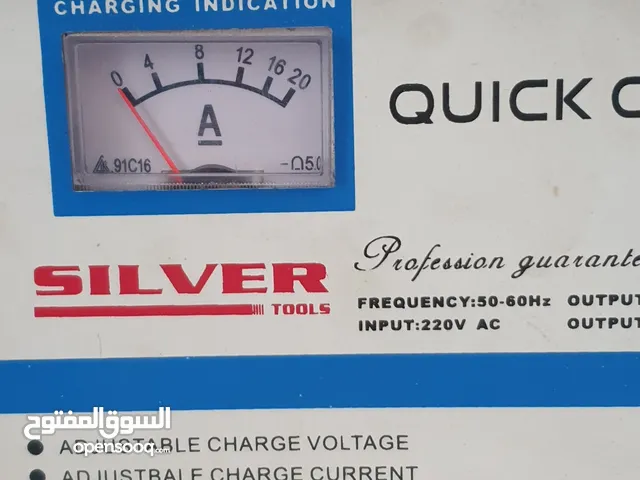 CHARGING INDICATION
0 4 8 12 16 20
A
91C16 -Ω5.0
QUICK
SILVER
TOOLS
Profession guarante
FREQUENCY:50-60Hz OUTPUT
INPUT:220V AC OUTPUT
السوق المفتوح
opensooq.com
ADJUSTABLE CHARGE VOLTAGE
ADJUSTBALE CHARGE CURRENT